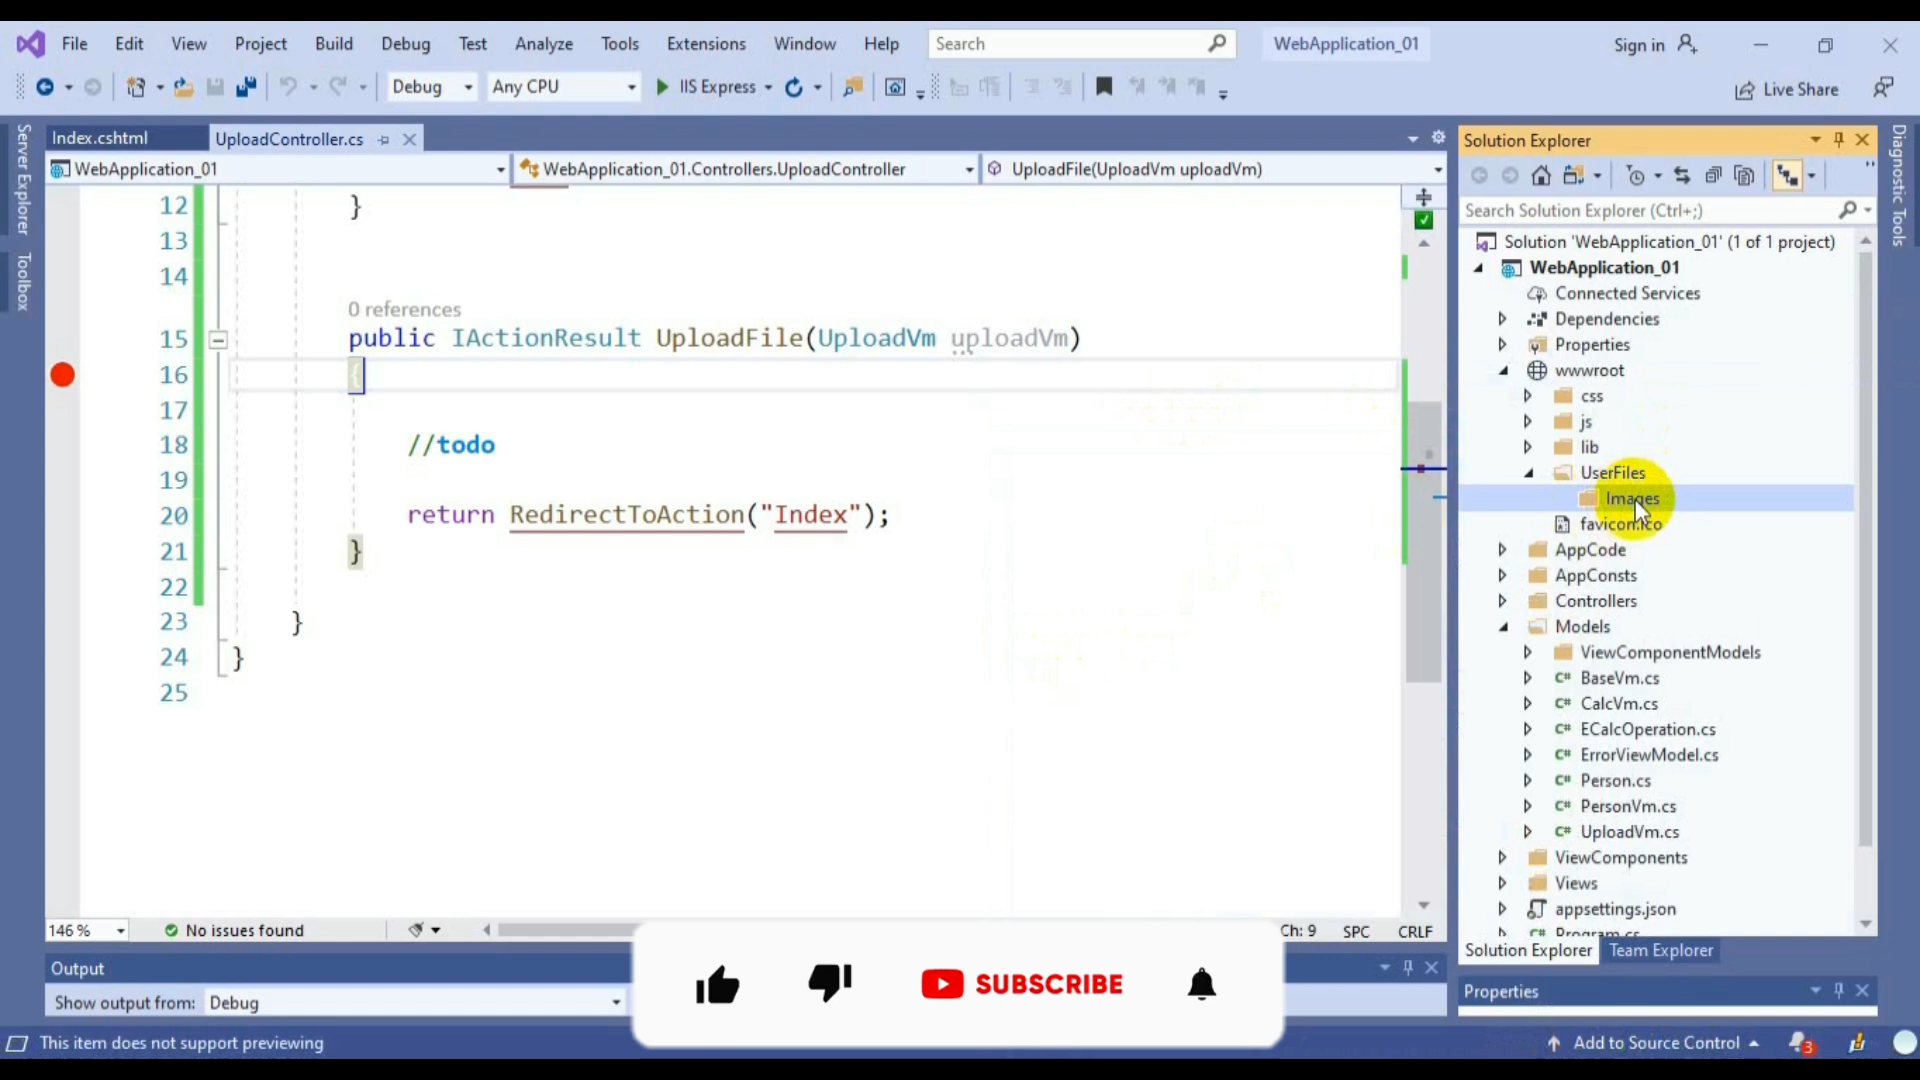 File Edit View Project Build Debug Test Analyze Tools Extensions Window Help Search WebApplication_01 Sign in
Debug Any CPU IIS Express Live Share
Server Explorer
Toolbox
Index.cshtml UploadController.cs
WebApplication_01 WebApplication_01.Controllers.UploadController UploadFile(UploadVm uploadVm)
12 }
13
14
0 references
15 public IActionResult UploadFile(UploadVm uploadVm)
16 {
17
18 //todo
19
20 return RedirectToAction("Index");
21 }
22
23 }
24 }
25
146 % No issues found Ch: 9 SPC CRLF
Output
Show output from: Debug
SUBSCRIBE
Solution Explorer
Search Solution Explorer (Ctrl+;)
Solution 'WebApplication_01' (1 of 1 project)
WebApplication_01
Connected Services
Dependencies
Properties
wwwroot
css
js
lib
UserFiles
Images
favicon.ico
AppCode
AppConsts
Controllers
Models
ViewComponentModels
C# BaseVm.cs
C# CalcVm.cs
C# ECalcOperation.cs
C# ErrorViewModel.cs
C# Person.cs
C# PersonVm.cs
C# UploadVm.cs
ViewComponents
Views
appsettings.json
C# Program.cs
Solution Explorer Team Explorer
Properties
Diagnostic Tools
This item does not support previewing Add to Source Control 3